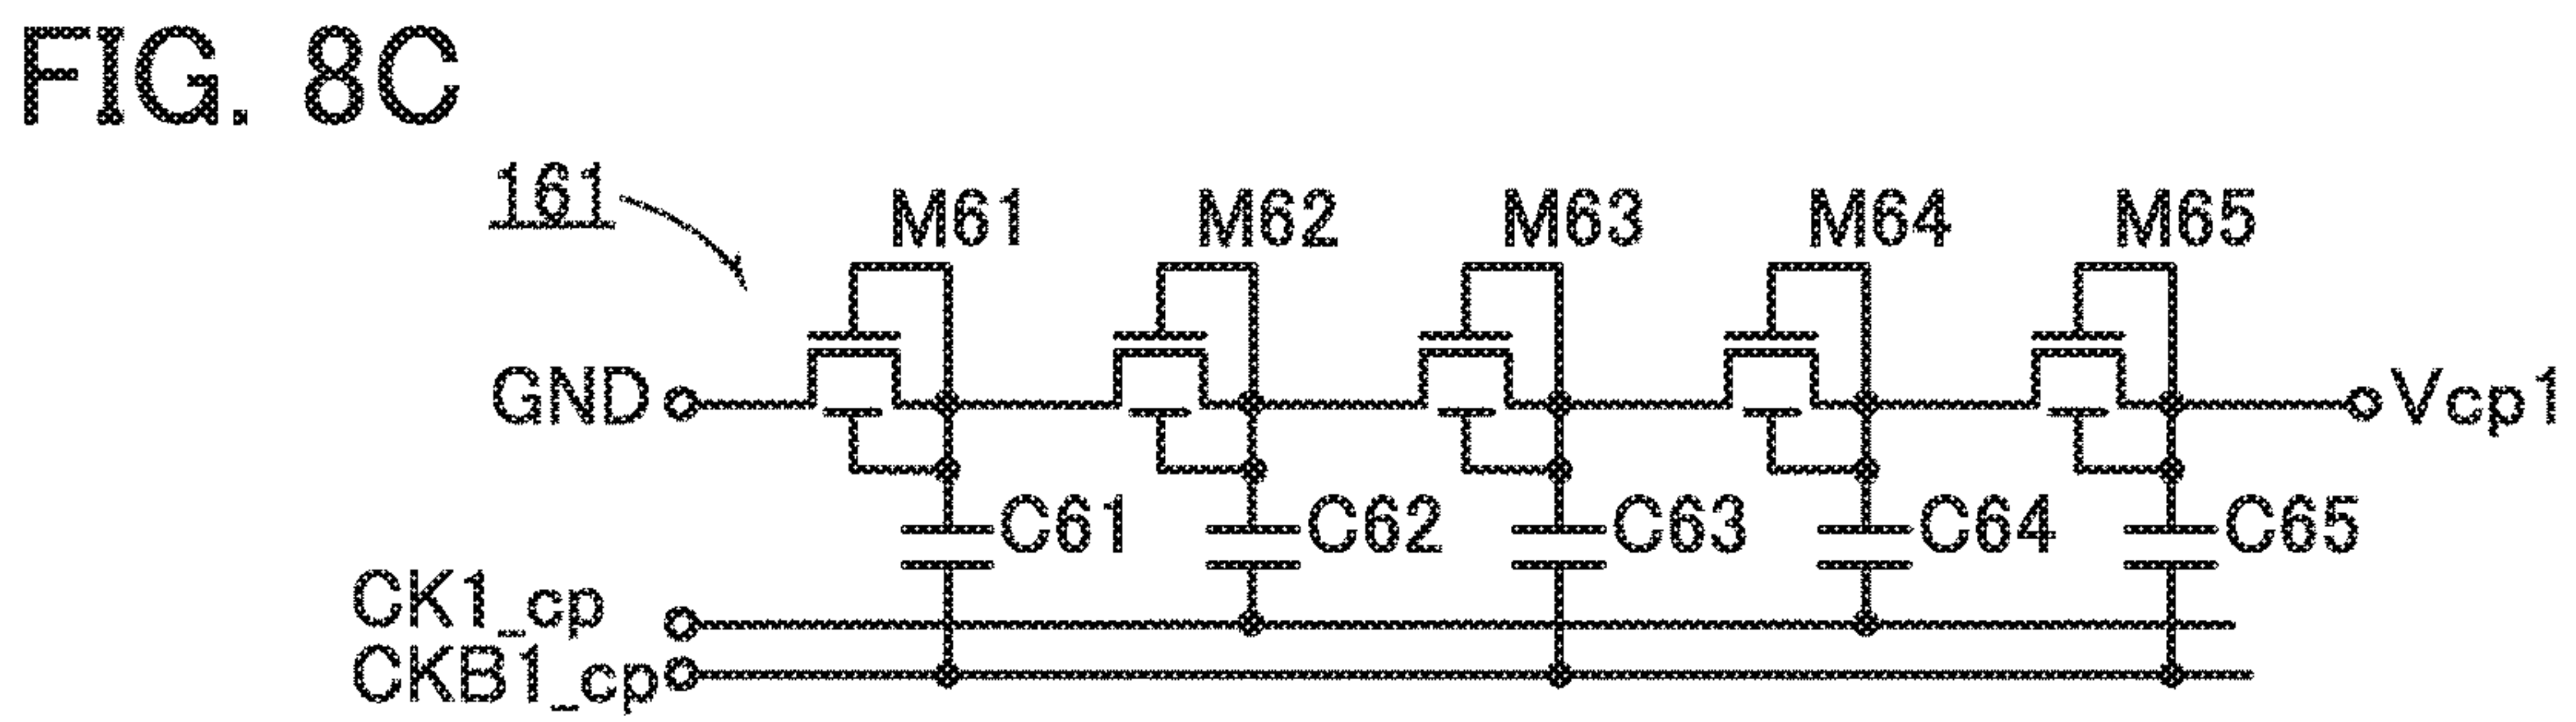 FIG. 8C
161
M61 M62 M63 M64 M65
GND Vcp1
C61 C62 C63 C64 C65
CK1_cp
CKB1_cp